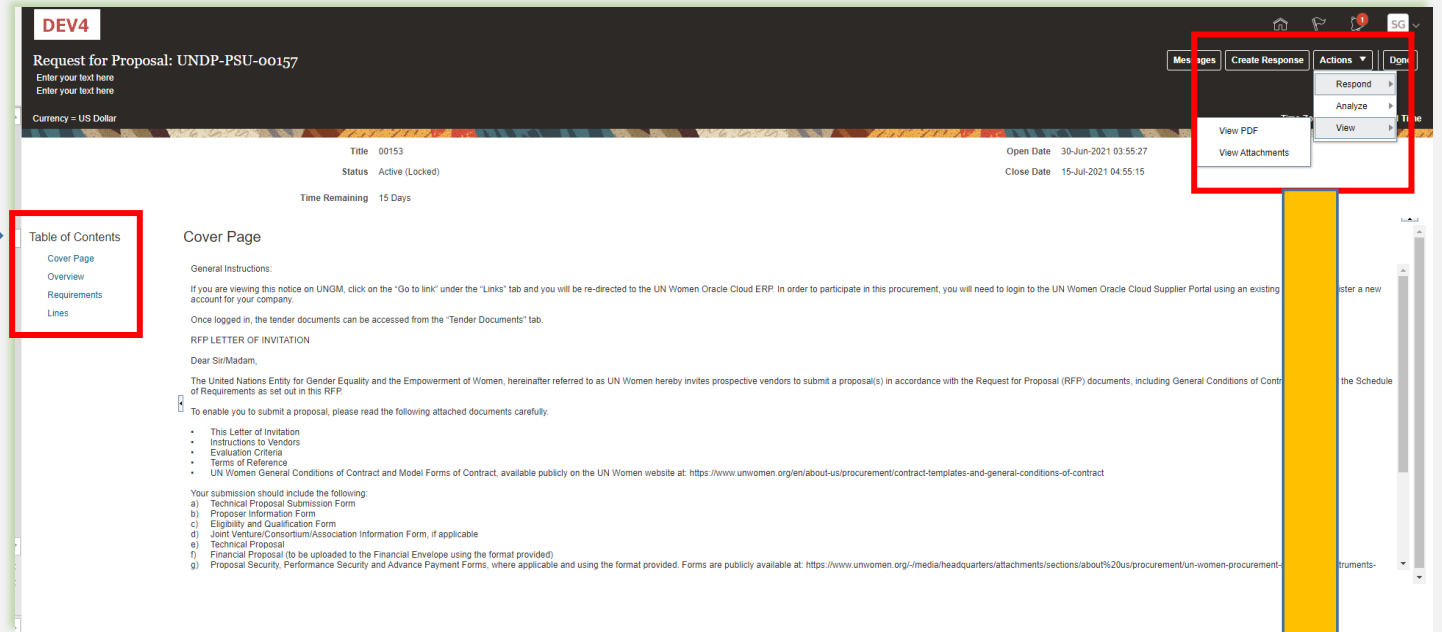 DEV4
1
SG
Request for Proposal: UNDP-PSU-00157
Messages
Create Response
Actions
Done
Enter your text here
Enter your text here
Respond
Analyze
View
View PDF
View Attachments
Currency = US Dollar
Time
Title 00153
Open Date 30-Jun-2021 03:55:27
Status Active (Locked)
Close Date 15-Jul-2021 04:55:15
Time Remaining 15 Days
Table of Contents
Cover Page
Overview
Requirements
Lines
Cover Page
General Instructions:
If you are viewing this notice on UNGM, click on the “Go to link” under the “Links” tab and you will be re-directed to the UN Women Oracle Cloud ERP. In order to participate in this procurement, you will need to login to the UN Women Oracle Cloud Supplier Portal using an existing ister a new
account for your company.
Once logged in, the tender documents can be accessed from the “Tender Documents” tab.
RFP LETTER OF INVITATION
Dear Sir/Madam,
The United Nations Entity for Gender Equality and the Empowerment of Women, hereinafter referred to as UN Women hereby invites prospective vendors to submit a proposal(s) in accordance with the Request for Proposal (RFP) documents, including General Conditions of Contr the Schedule
of Requirements as set out in this RFP.
To enable you to submit a proposal, please read the following attached documents carefully.
• This Letter of Invitation
• Instructions to Vendors
• Evaluation Criteria
• Terms of Reference
• UN Women General Conditions of Contract and Model Forms of Contract, available publicly on the UN Women website at: https://www.unwomen.org/en/about-us/procurement/contract-templates-and-general-conditions-of-contract
Your submission should include the following:
a) Technical Proposal Submission Form
b) Proposer Information Form
c) Eligibility and Qualification Form
d) Joint Venture/Consortium/Association Information Form, if applicable
e) Technical Proposal
f) Financial Proposal (to be uploaded to the Financial Envelope using the format provided)
g) Proposal Security, Performance Security and Advance Payment Forms, where applicable and using the format provided. Forms are publicly available at: https://www.unwomen.org/-/media/headquarters/attachments/sections/about%20us/procurement/un-women-procurement- truments-